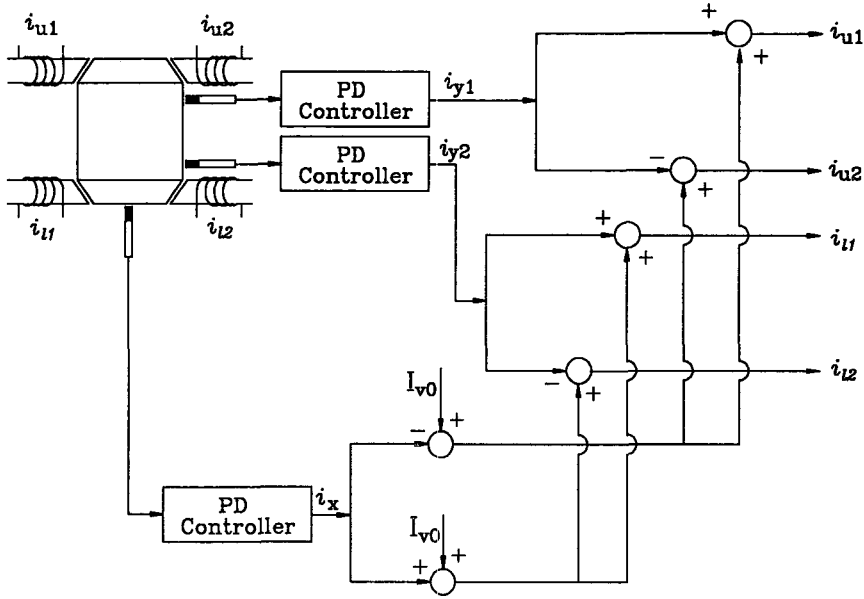 i_u1
i_u2
i_l1
i_l2
PD
Controller
i_y1
PD
Controller
i_y2
PD
Controller
i_x
I_v0
I_v0
+
+
i_u1
−
+
i_u2
+
+
i_l1
−
+
i_l2
−
+
+
+